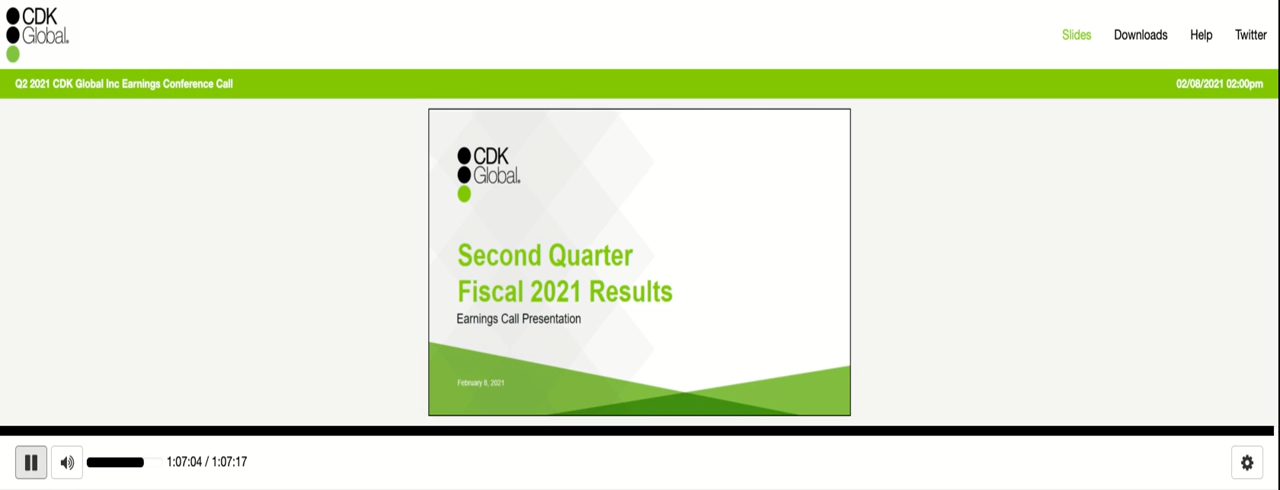 CDK
Global.
Slides
Downloads
Help
Twitter
Q2 2021 CDK Global Inc Earnings Conference Call
02/08/2021 02:00pm
CDK
Global.
Second Quarter
Fiscal 2021 Results
Earnings Call Presentation
February 8, 2021
1:07:04 / 1:07:17